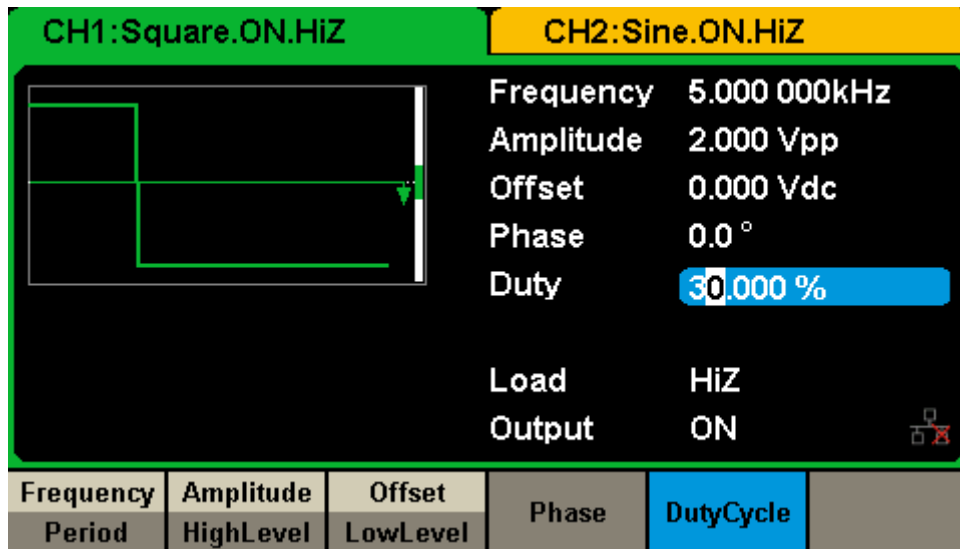 CH1:Square.ON.HiZ
CH2:Sine.ON.HiZ
Frequency 5.000 000kHz
Amplitude 2.000 Vpp
Offset 0.000 Vdc
Phase 0.0 °
Duty 30.000 %
Load HiZ
Output ON
Frequency Amplitude Offset Phase DutyCycle
Period HighLevel LowLevel